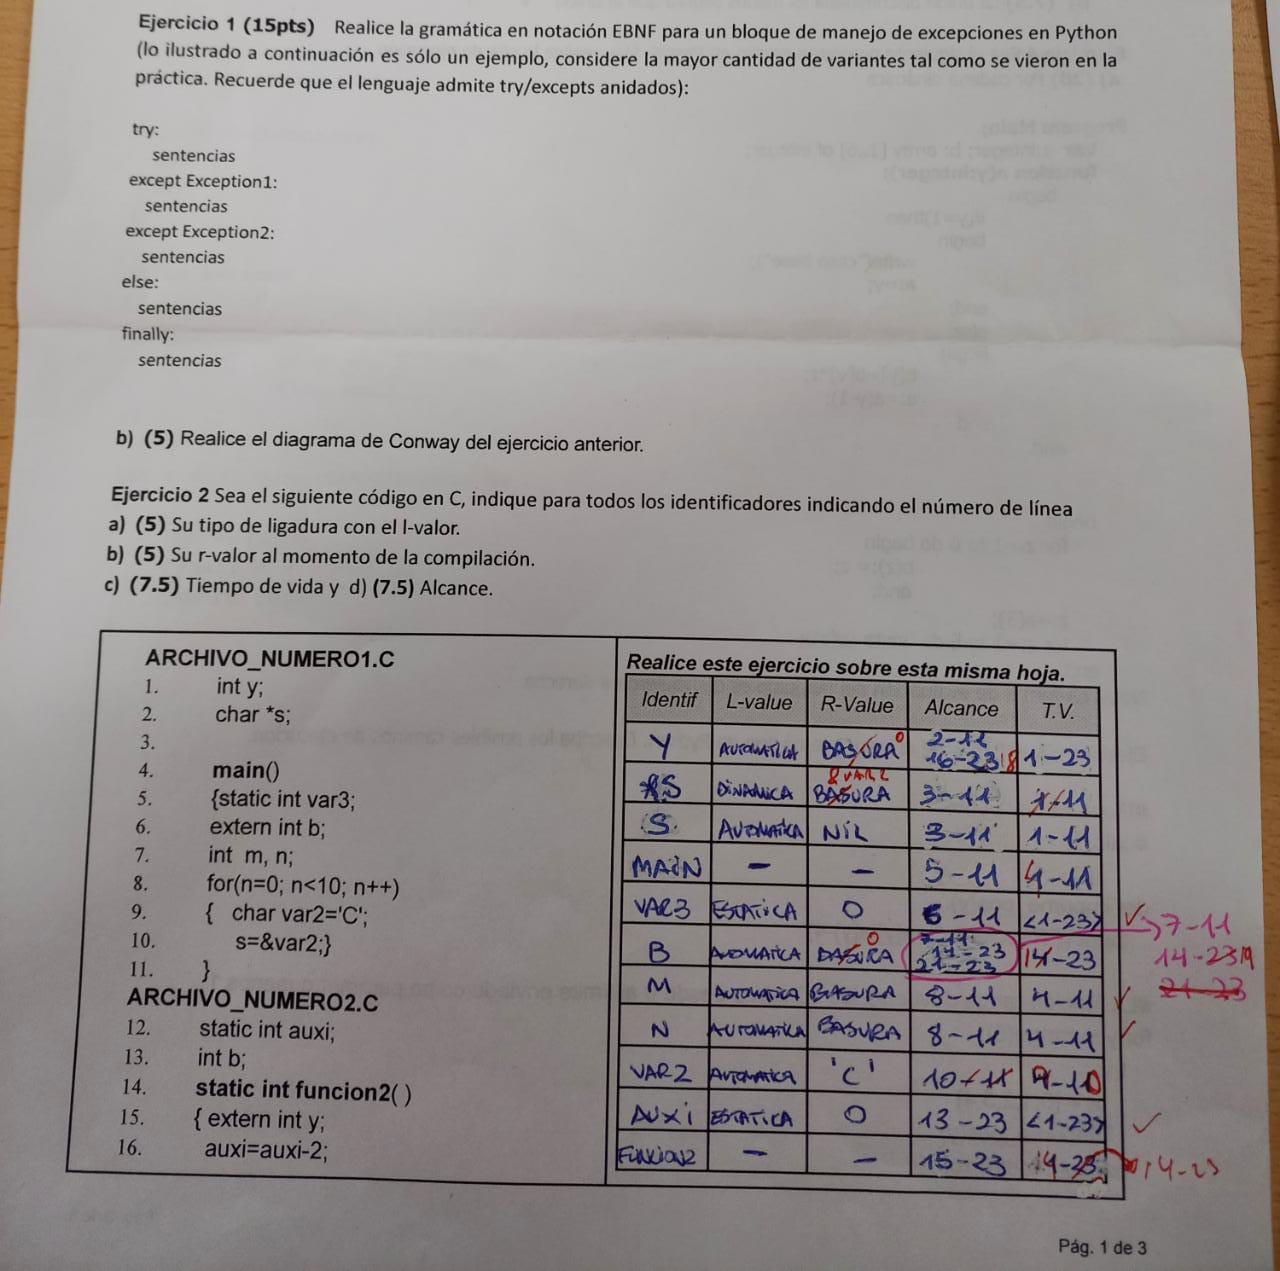 Ejercicio 1 (15pts) Realice la gramática en notación EBNF para un bloque de manejo de excepciones en Python
(lo ilustrado a continuación es sólo un ejemplo, considere la mayor cantidad de variantes tal como se vieron en la
práctica. Recuerde que el lenguaje admite try/excepts anidados):
try:
sentencias
except Exception1:
sentencias
except Exception2:
sentencias
else:
sentencias
finally:
sentencias
b) (5) Realice el diagrama de Conway del ejercicio anterior.
Ejercicio 2 Sea el siguiente código en C, indique para todos los identificadores indicando el número de línea
a) (5) Su tipo de ligadura con el l-valor.
b) (5) Su r-valor al momento de la compilación.
c) (7.5) Tiempo de vida y d) (7.5) Alcance.
ARCHIVO_NUMERO1.C
1. int y;
2. char *s;
3.
4. main()
5. {static int var3;
6. extern int b;
7. int m, n;
8. for(n=0; n<10; n++)
9. { char var2='C';
10. s=&var2;}
11. }
ARCHIVO_NUMERO2.C
12. static int auxi;
13. int b;
14. static int funcion2( )
15. { extern int y;
16. auxi=auxi-2;
Realice este ejercicio sobre esta misma hoja.
Identif L-value R-Value Alcance T.V.
Y AUTOMATICA BASURA 0 2-11 16-23 1-23
*S DINAMICA BASURA 3-11 1-11
S. AUTOMATICA NIL 3-11 1-11
MAIN - - 5-11 4-11
VAR3 ESTATICA 0 6-11 <1-23>
B AUTOMATICA BASURA 0 7-11 14-23 21-23 -23
M AUTOMATICA BASURA 8-11 4-11
N AUTOMATICA BASURA 8-11 4-11
VAR2 AUTOMATICA 'C' 10-11 9-10
AUXI ESTATICA 0 13-23 <1-23>
FUNCION2 - - 15-23
7-11
14-23
21-23
14-23
Pág. 1 de 3